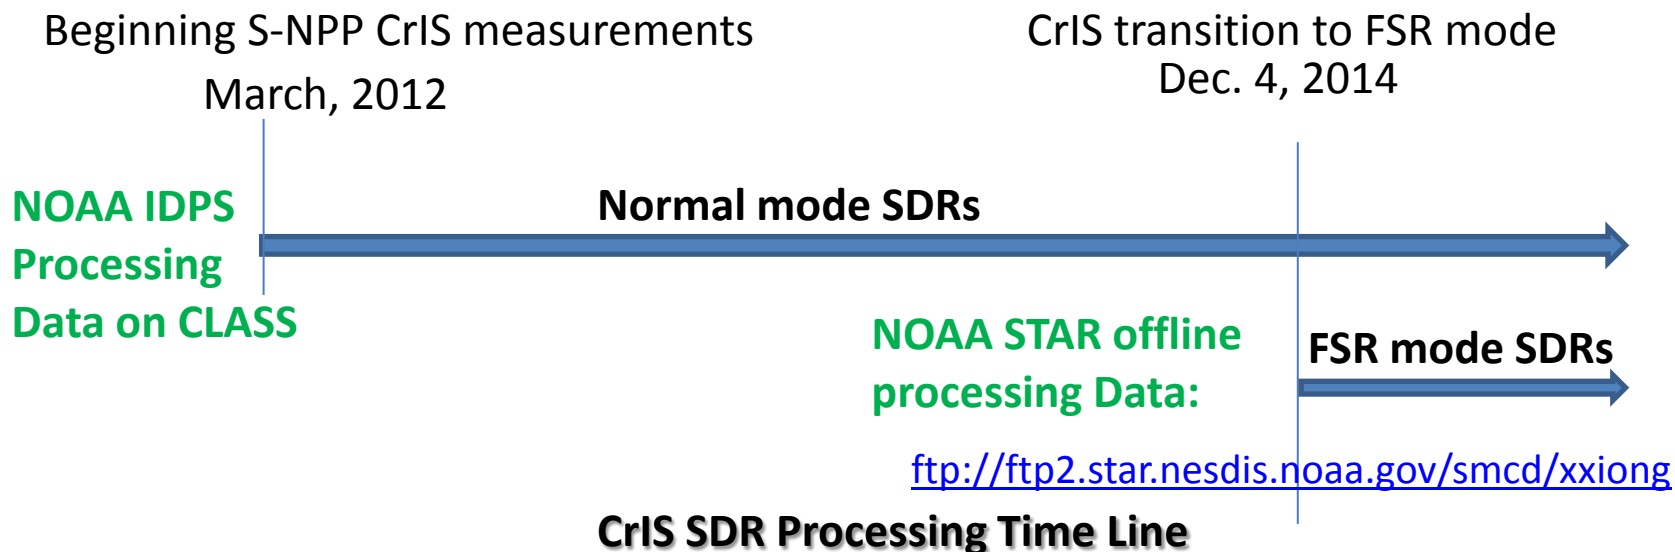 Beginning S-NPP CrIS measurements
March, 2012
CrIS transition to FSR mode
Dec. 4, 2014
NOAA IDPS
Processing
Data on CLASS
Normal mode SDRs
NOAA STAR offline
processing Data:
FSR mode SDRs
ftp://ftp2.star.nesdis.noaa.gov/smcd/xxiong
CrIS SDR Processing Time Line